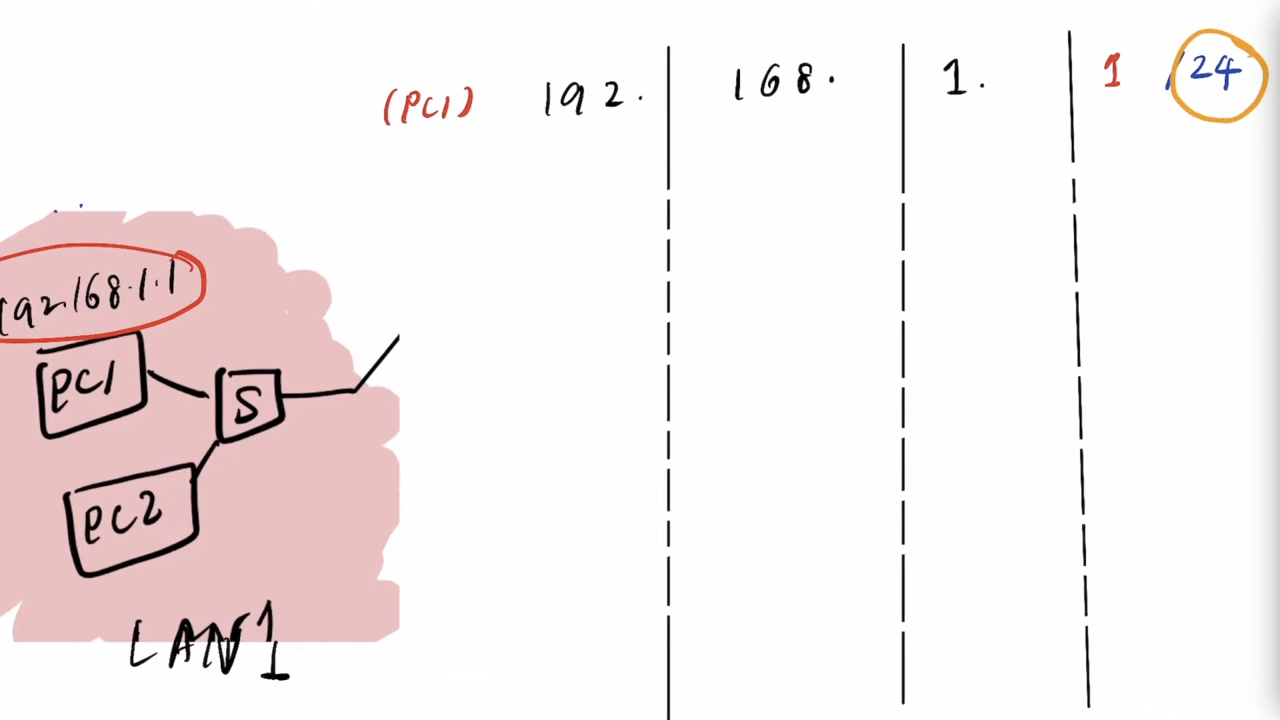 (PC1) 192. 168. 1. 1 /24
192.168.1.1
PC1
S
PC2
LAN1